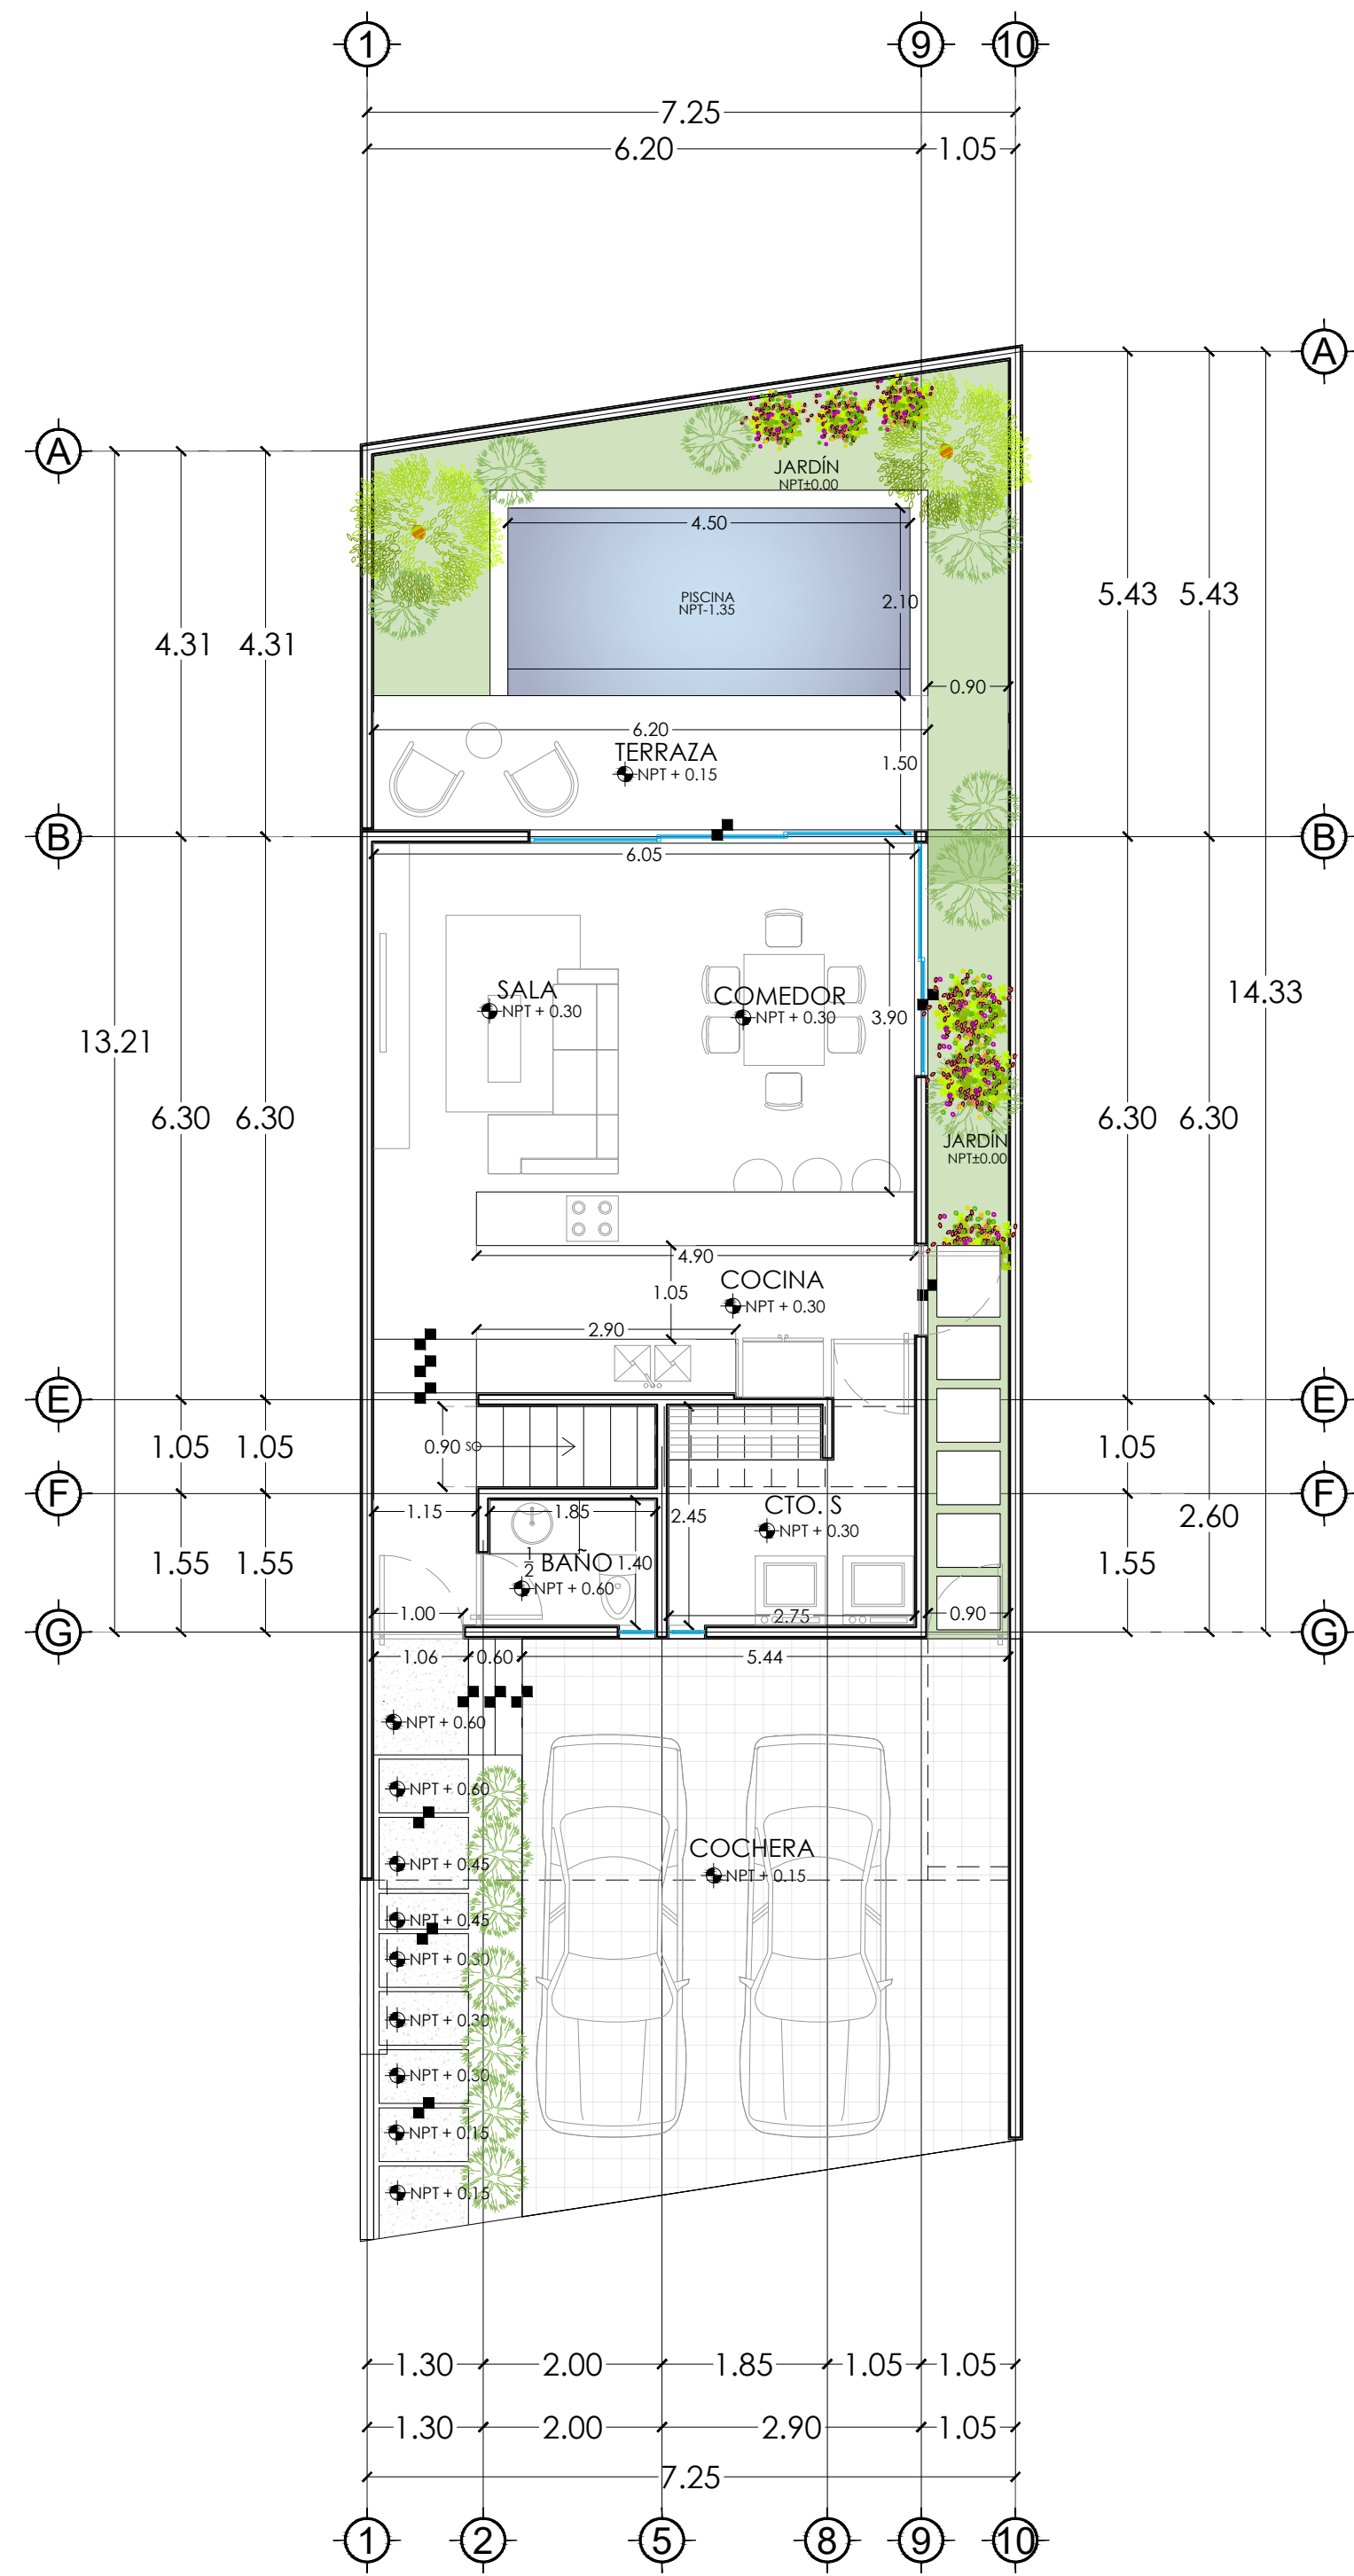 1 9 10
7.25
6.20 1.05
A
A
JARDÍN
NPT±0.00
4.50
PISCINA
NPT-1.35
2.10
5.43 5.43
4.31 4.31
0.90
6.20
TERRAZA
NPT + 0.15
1.50
B B
6.05
SALA
NPT + 0.30
COMEDOR
NPT + 0.30
3.90
14.33
13.21
6.30 6.30
6.30 6.30
JARDÍN
NPT±0.00
4.90
COCINA
NPT + 0.30
1.05
2.90
E E
1.05 1.05
0.90 S
1.05
F F
1.15
1.85
2.45
CTO. S
NPT + 0.30
2.60
1.55 1.55
1/2 BAÑO
NPT + 0.60
1.40
1.55
1.00
2.75
0.90
G G
1.06 0.60 5.44
NPT + 0.60
NPT + 0.60
COCHERA
NPT + 0.15
NPT + 0.45
NPT + 0.45
NPT + 0.30
NPT + 0.30
NPT + 0.30
NPT + 0.15
NPT + 0.15
1.30 2.00 1.85 1.05 1.05
1.30 2.00 2.90 1.05
7.25
1 2 5 8 9 10